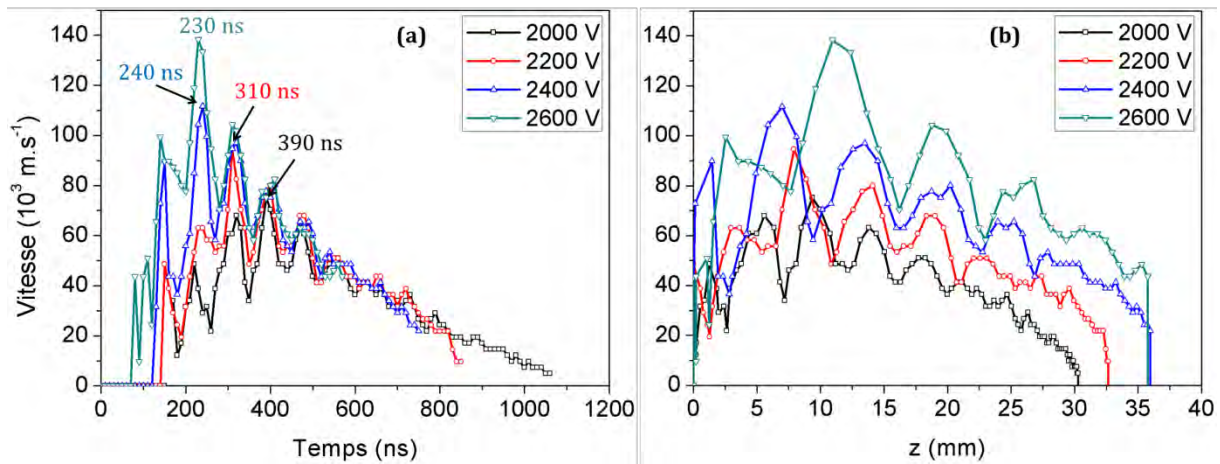 230 ns
(a)
240 ns
310 ns
390 ns
2000 V
2200 V
2400 V
2600 V
Vitesse (10³ m.s⁻¹)
0
20
40
60
80
100
120
140
0 200 400 600 800 1000 1200
Temps (ns)
(b)
2000 V
2200 V
2400 V
2600 V
0
20
40
60
80
100
120
140
0 5 10 15 20 25 30 35 40
z (mm)